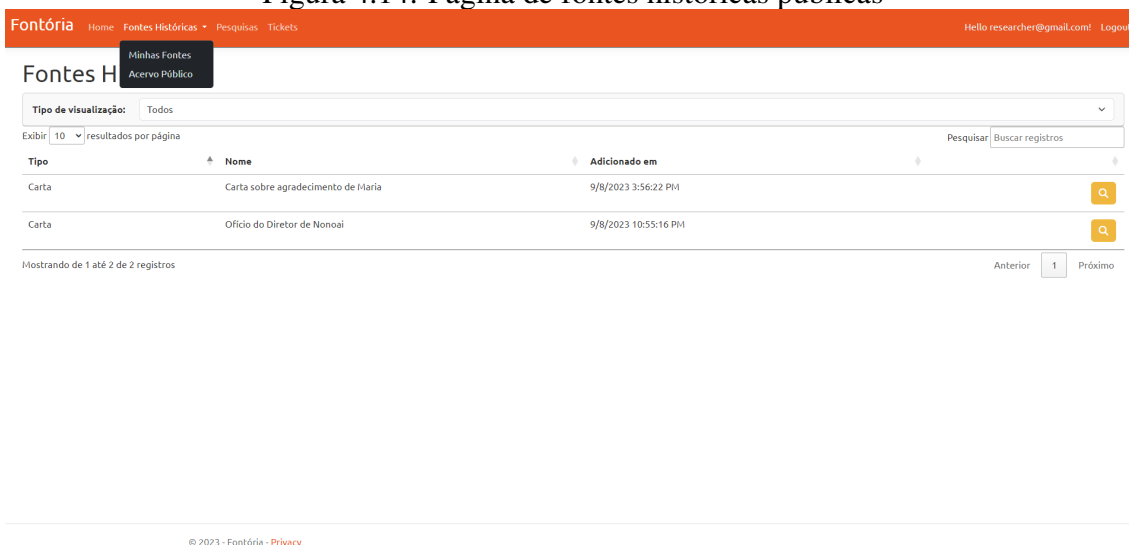 Figura 4.14: Página de fontes históricas públicas
Fontória Home Fontes Históricas Pesquisas Tickets Hello researcher@gmail.com! Logout
Minhas Fontes
Acervo Público
Fontes H
Tipo de visualização: Todos
Exibir 10 resultados por página Pesquisar Buscar registros
Tipo Nome Adicionado em
Carta Carta sobre agradecimento de Maria 9/8/2023 3:56:22 PM
Carta Ofício do Diretor de Nonoai 9/8/2023 10:55:16 PM
Mostrando de 1 até 2 de 2 registros Anterior 1 Próximo
© 2023 - Fontória - Privacy